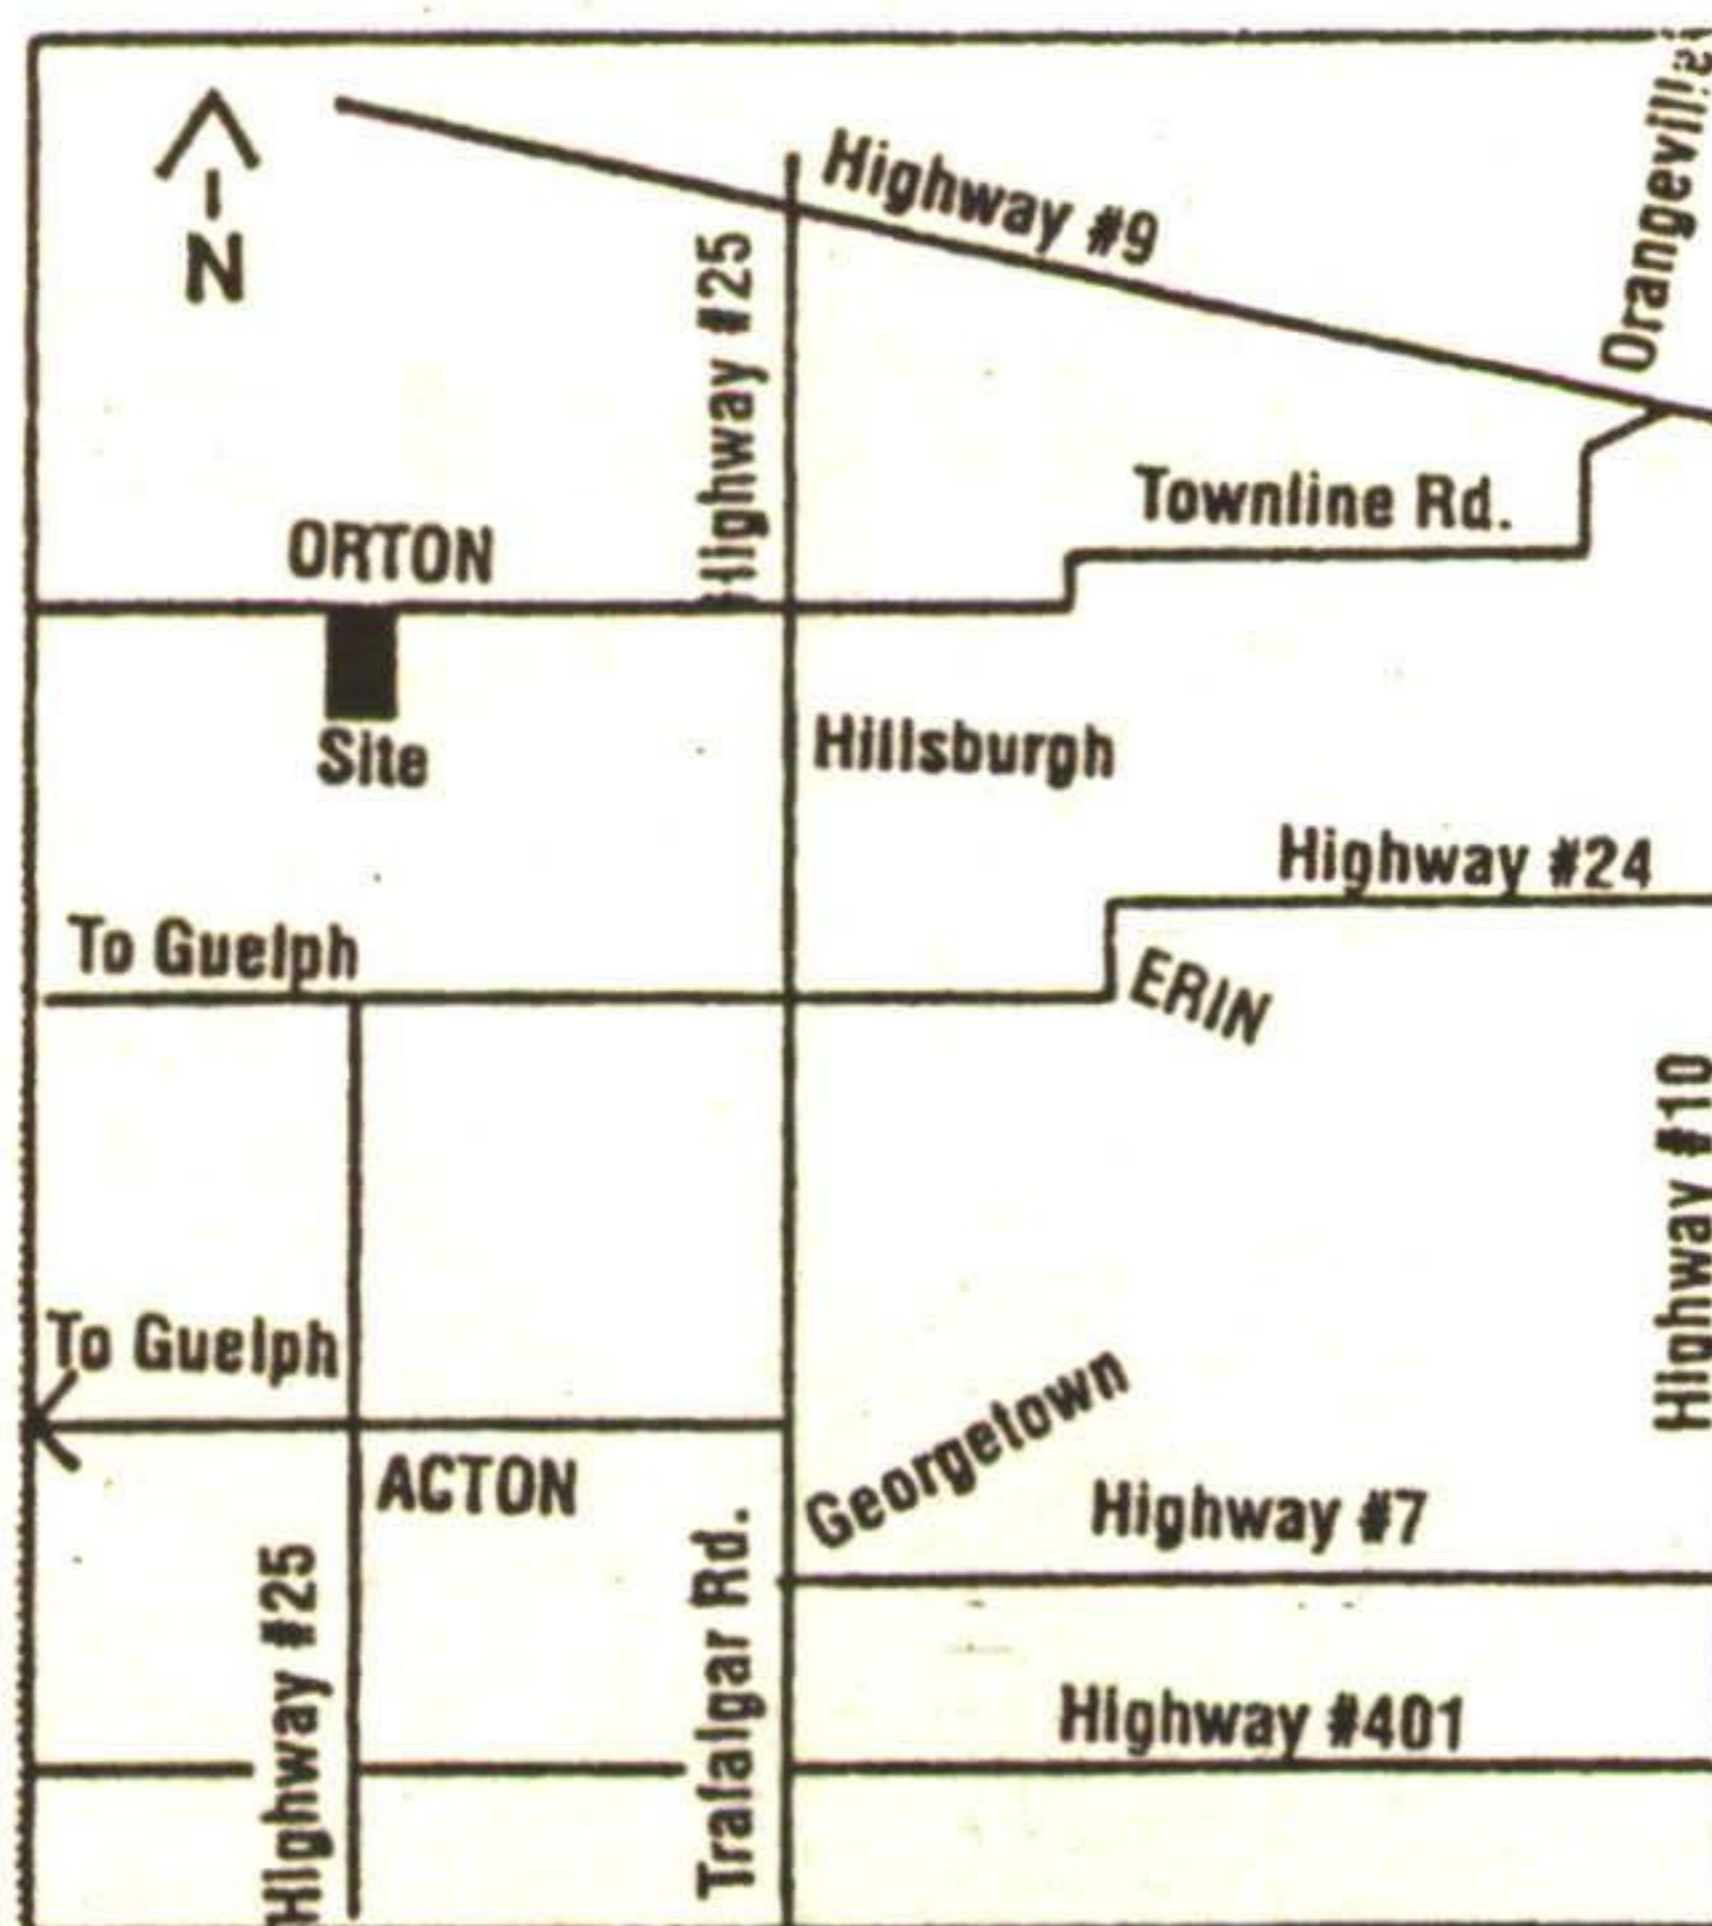 Orangeville
Highway #9
N
Highway #25
Townline Rd.
ORTON
Site
Hillsburgh
Highway #24
To Guelph
ERIN
Highway #10
To Guelph
Georgetown
ACTON
Highway #7
Highway #25
Trafalgar Rd.
Highway #401